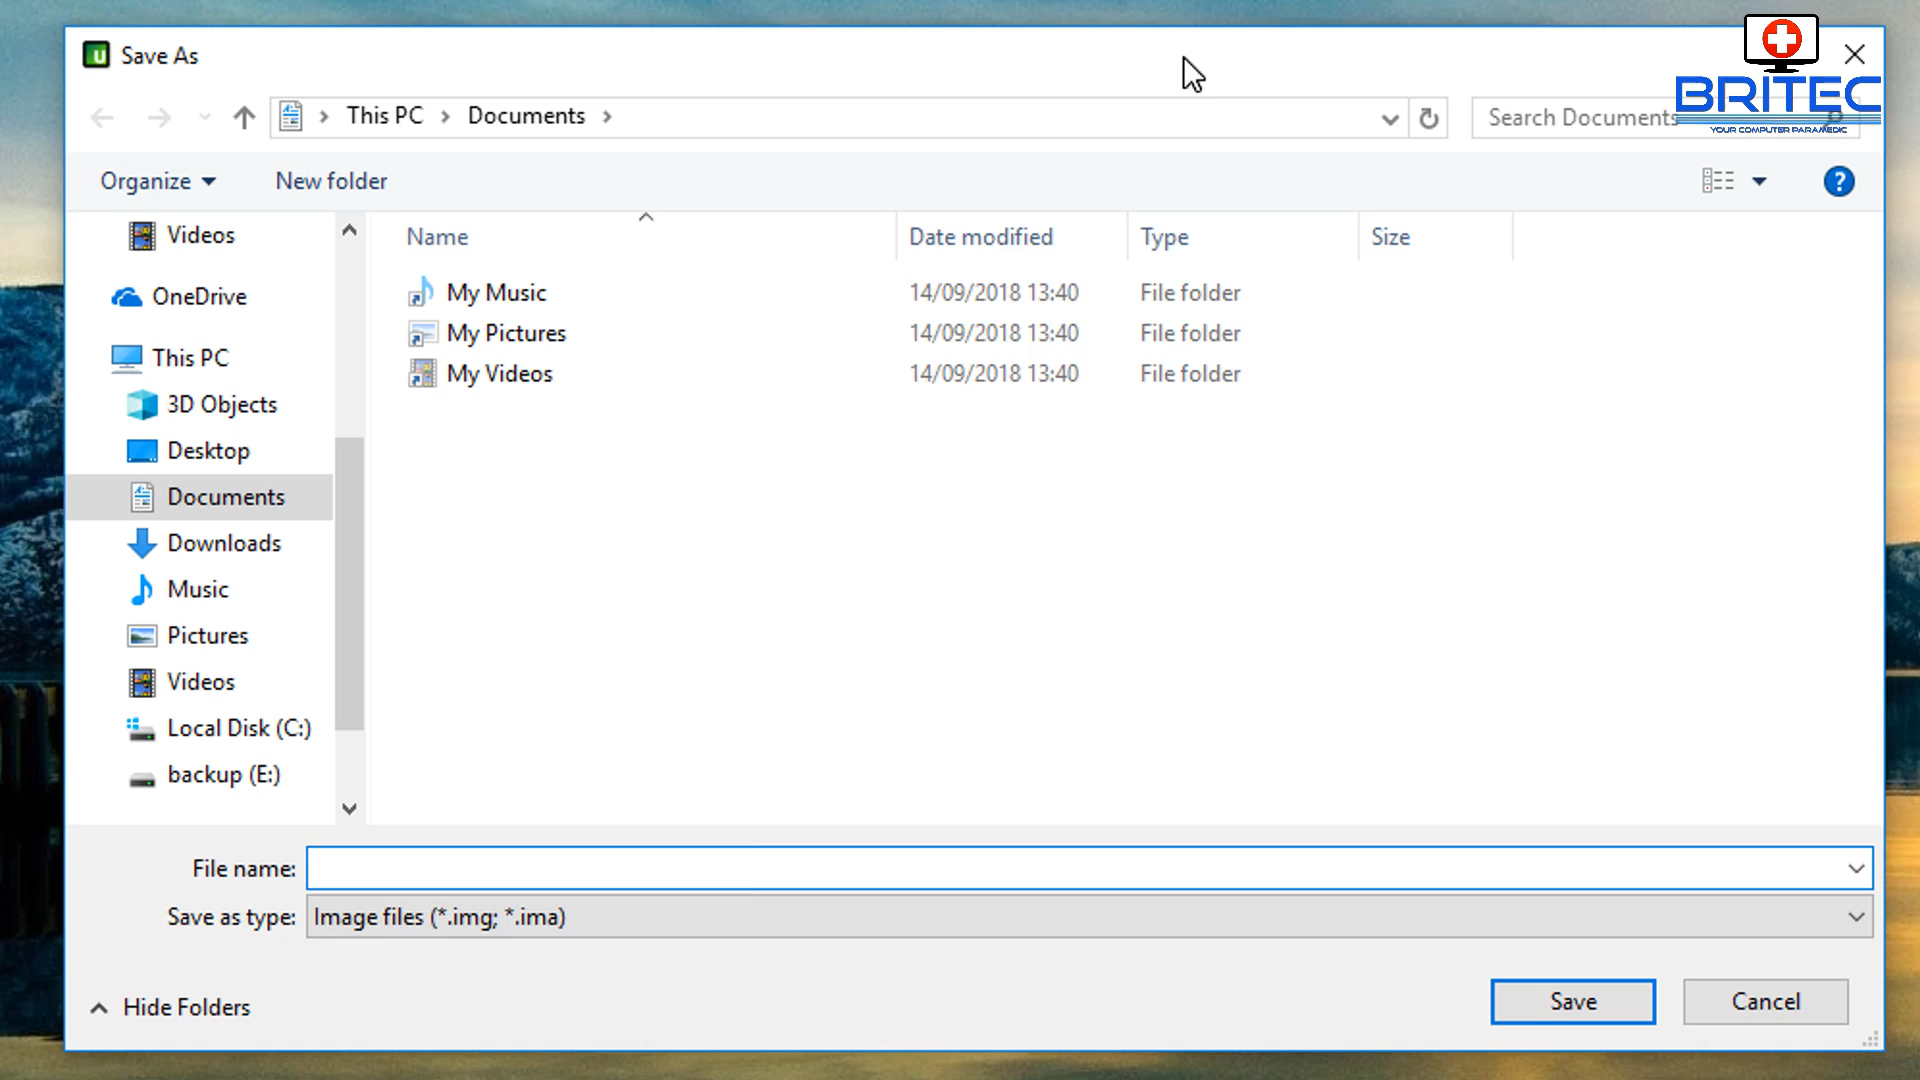 Save As
BRITEC
YOUR COMPUTER PARAMEDIC
This PC
Documents
Search Documents
Organize
New folder
?
Name
Date modified
Type
Size
Videos
OneDrive
This PC
3D Objects
Desktop
Documents
Downloads
Music
Pictures
Videos
Local Disk (C:)
backup (E:)
My Music 14/09/2018 13:40 File folder
My Pictures 14/09/2018 13:40 File folder
My Videos 14/09/2018 13:40 File folder
File name:
Save as type: Image files (*.img; *.ima)
Hide Folders
Save
Cancel